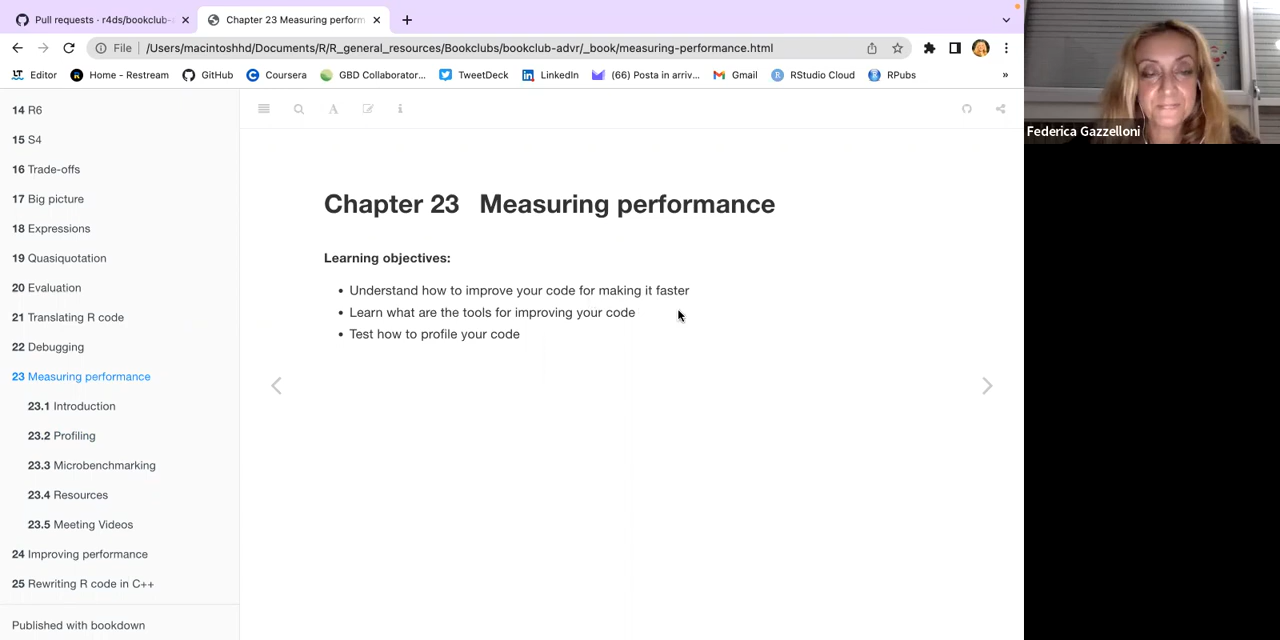 Pull requests · r4ds/bookclub-
Chapter 23 Measuring perform
File
/Users/macintoshhd/Documents/R/R_general_resources/Bookclubs/bookclub-advr/_book/measuring-performance.html
Editor
Home - Restream
GitHub
Coursera
GBD Collaborator...
TweetDeck
LinkedIn
(66) Posta in arriv...
Gmail
RStudio Cloud
RPubs
»
14 R6
15 S4
16 Trade-offs
17 Big picture
18 Expressions
19 Quasiquotation
20 Evaluation
21 Translating R code
22 Debugging
23 Measuring performance
23.1 Introduction
23.2 Profiling
23.3 Microbenchmarking
23.4 Resources
23.5 Meeting Videos
24 Improving performance
25 Rewriting R code in C++
Published with bookdown
Chapter 23 Measuring performance
Learning objectives:
• Understand how to improve your code for making it faster
• Learn what are the tools for improving your code
• Test how to profile your code
Federica Gazzelloni